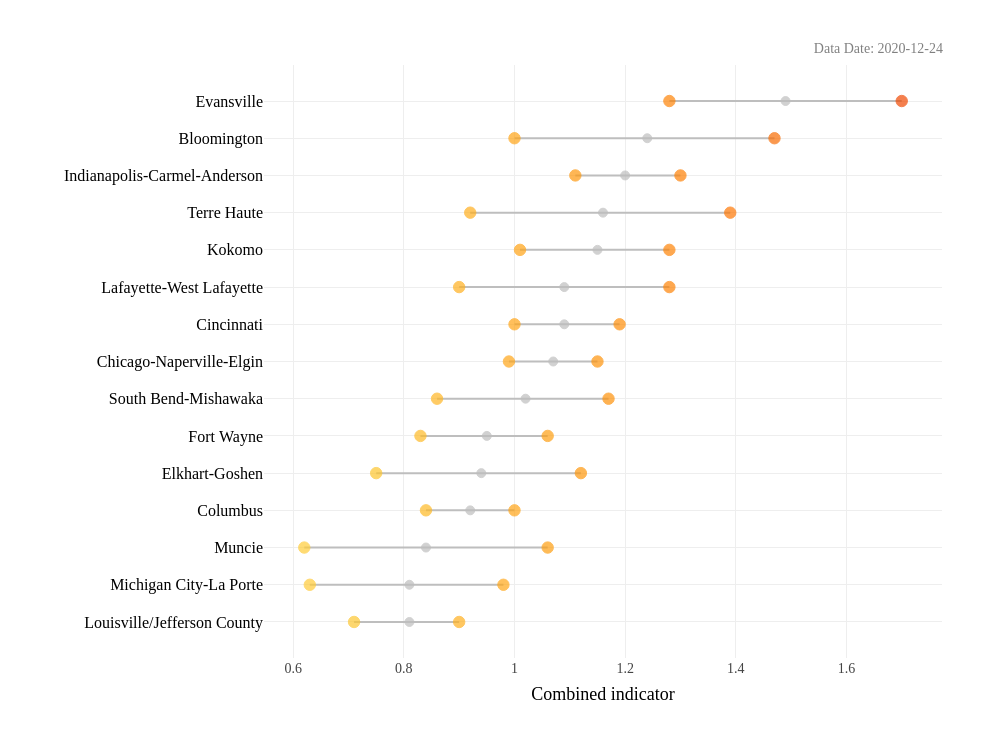 Data Date: 2020-12-24
Evansville
Bloomington
Indianapolis-Carmel-Anderson
Terre Haute
Kokomo
Lafayette-West Lafayette
Cincinnati
Chicago-Naperville-Elgin
South Bend-Mishawaka
Fort Wayne
Elkhart-Goshen
Columbus
Muncie
Michigan City-La Porte
Louisville/Jefferson County
0.6 0.8 1 1.2 1.4 1.6
Combined indicator